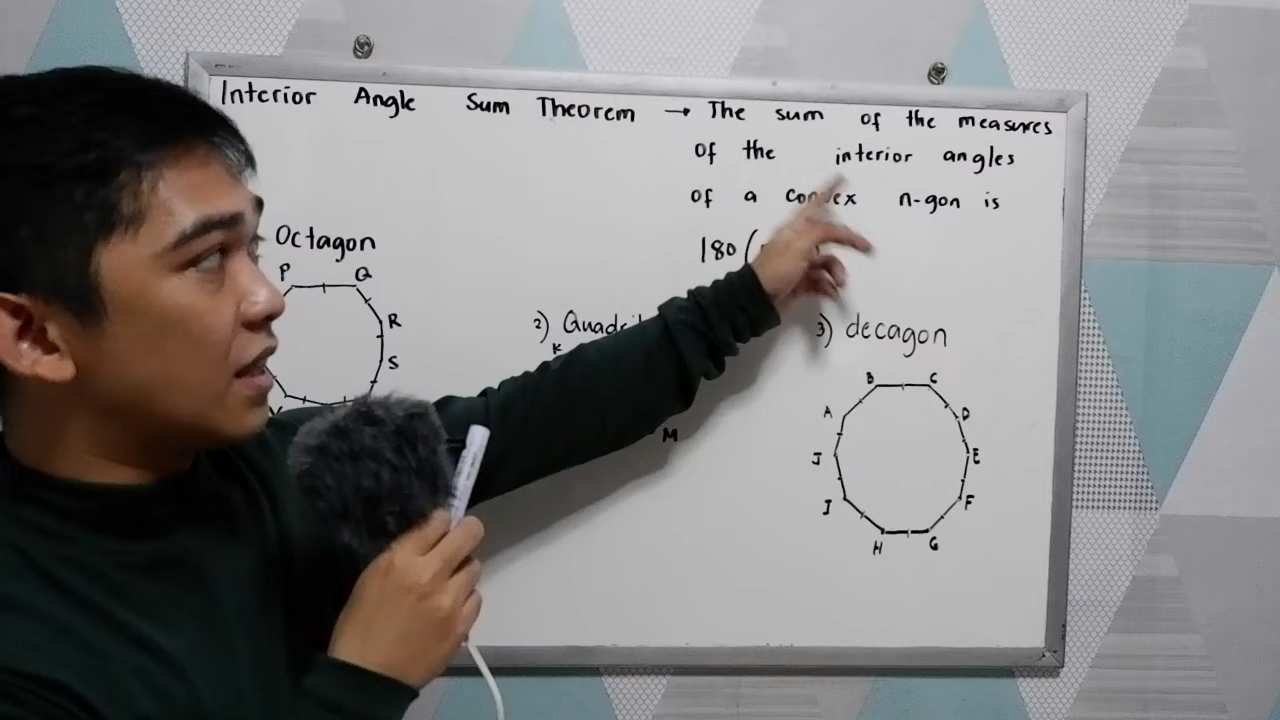 Interior Angle Sum Theorem → The sum of the measures
of the interior angles
of a convex n-gon is
180(
Octagon
P Q
R
S
2)
K
M
3) decagon
B C
A D
J E
I F
H G